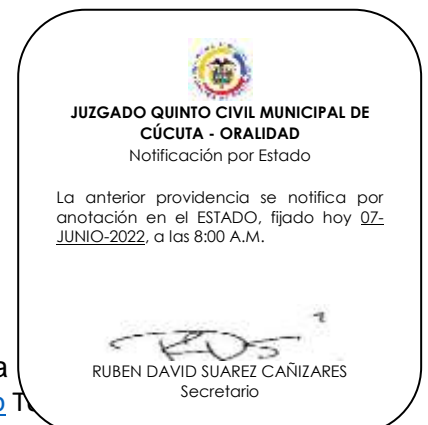 JUZGADO QUINTO CIVIL MUNICIPAL DE
CÚCUTA - ORALIDAD
Notificación por Estado
La anterior providencia se notifica por
anotación en el ESTADO, fijado hoy 07-
JUNIO-2022, a las 8:00 A.M.
RUBEN DAVID SUAREZ CAÑIZARES
Secretario